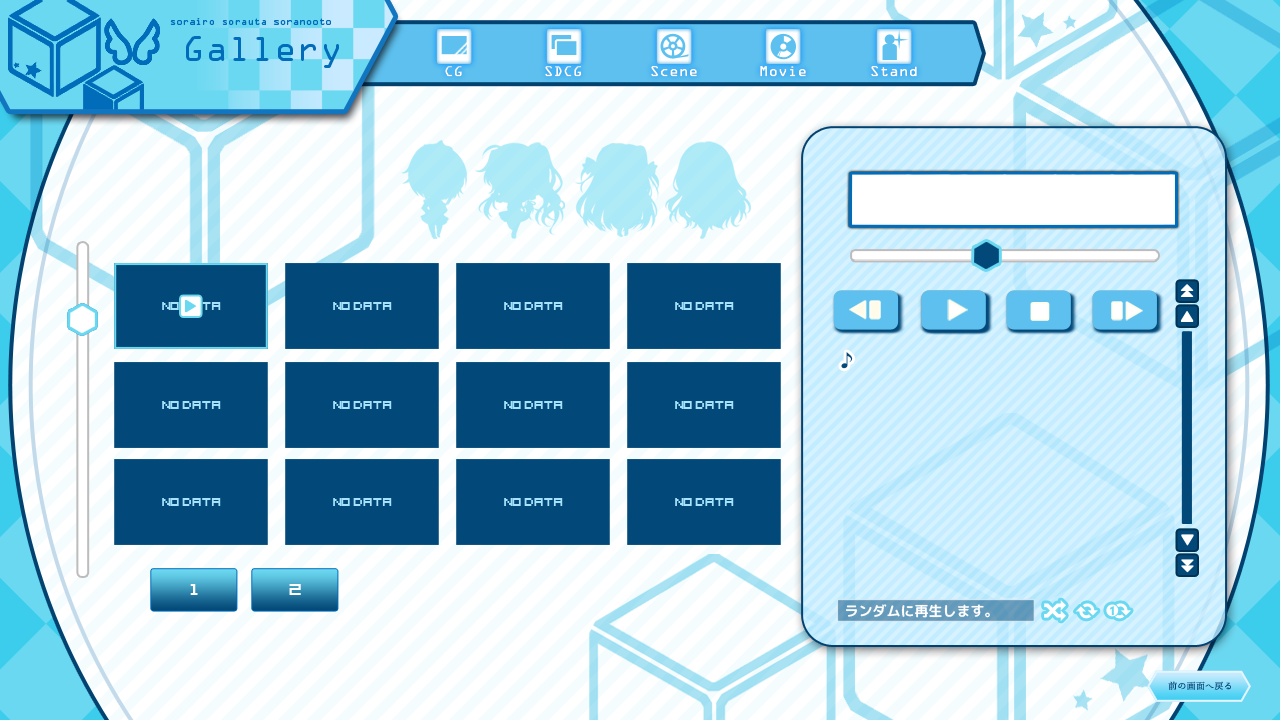 sorairo sorauta soranooto
Gallery
CG
SDCG
Scene
Movie
Stand
NO DATA
NO DATA
NO DATA
NO DATA
NO DATA
NO DATA
NO DATA
NO DATA
NO DATA
NO DATA
NO DATA
1
2
ランダムに再生します。
1
前の画面へ戻る